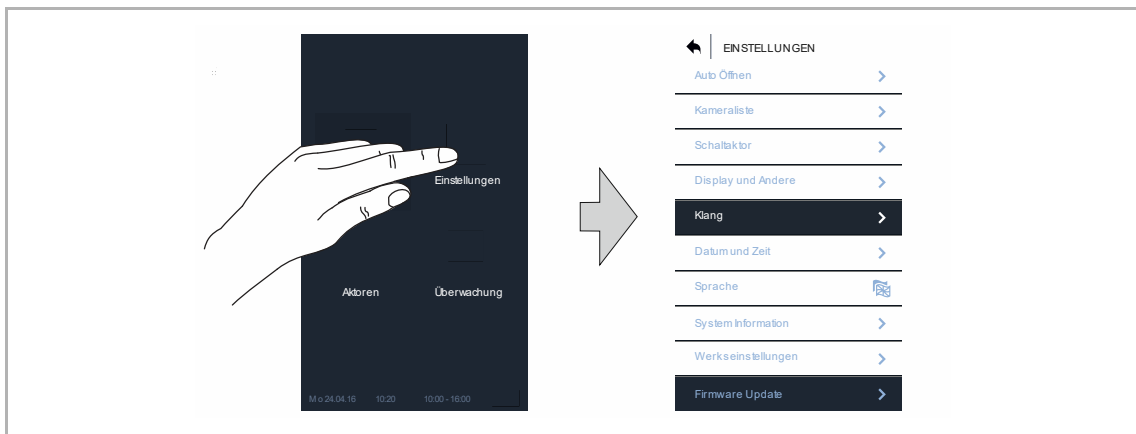 Einstellungen
Aktoren
Überwachung
Mo 24.04.16 10:20 10:00 - 16:00
EINSTELLUNGEN
Auto Öffnen
Kameraliste
Schaltaktor
Display und Andere
Klang
Datum und Zeit
Sprache
System Information
Werkseinstellungen
Firmware Update